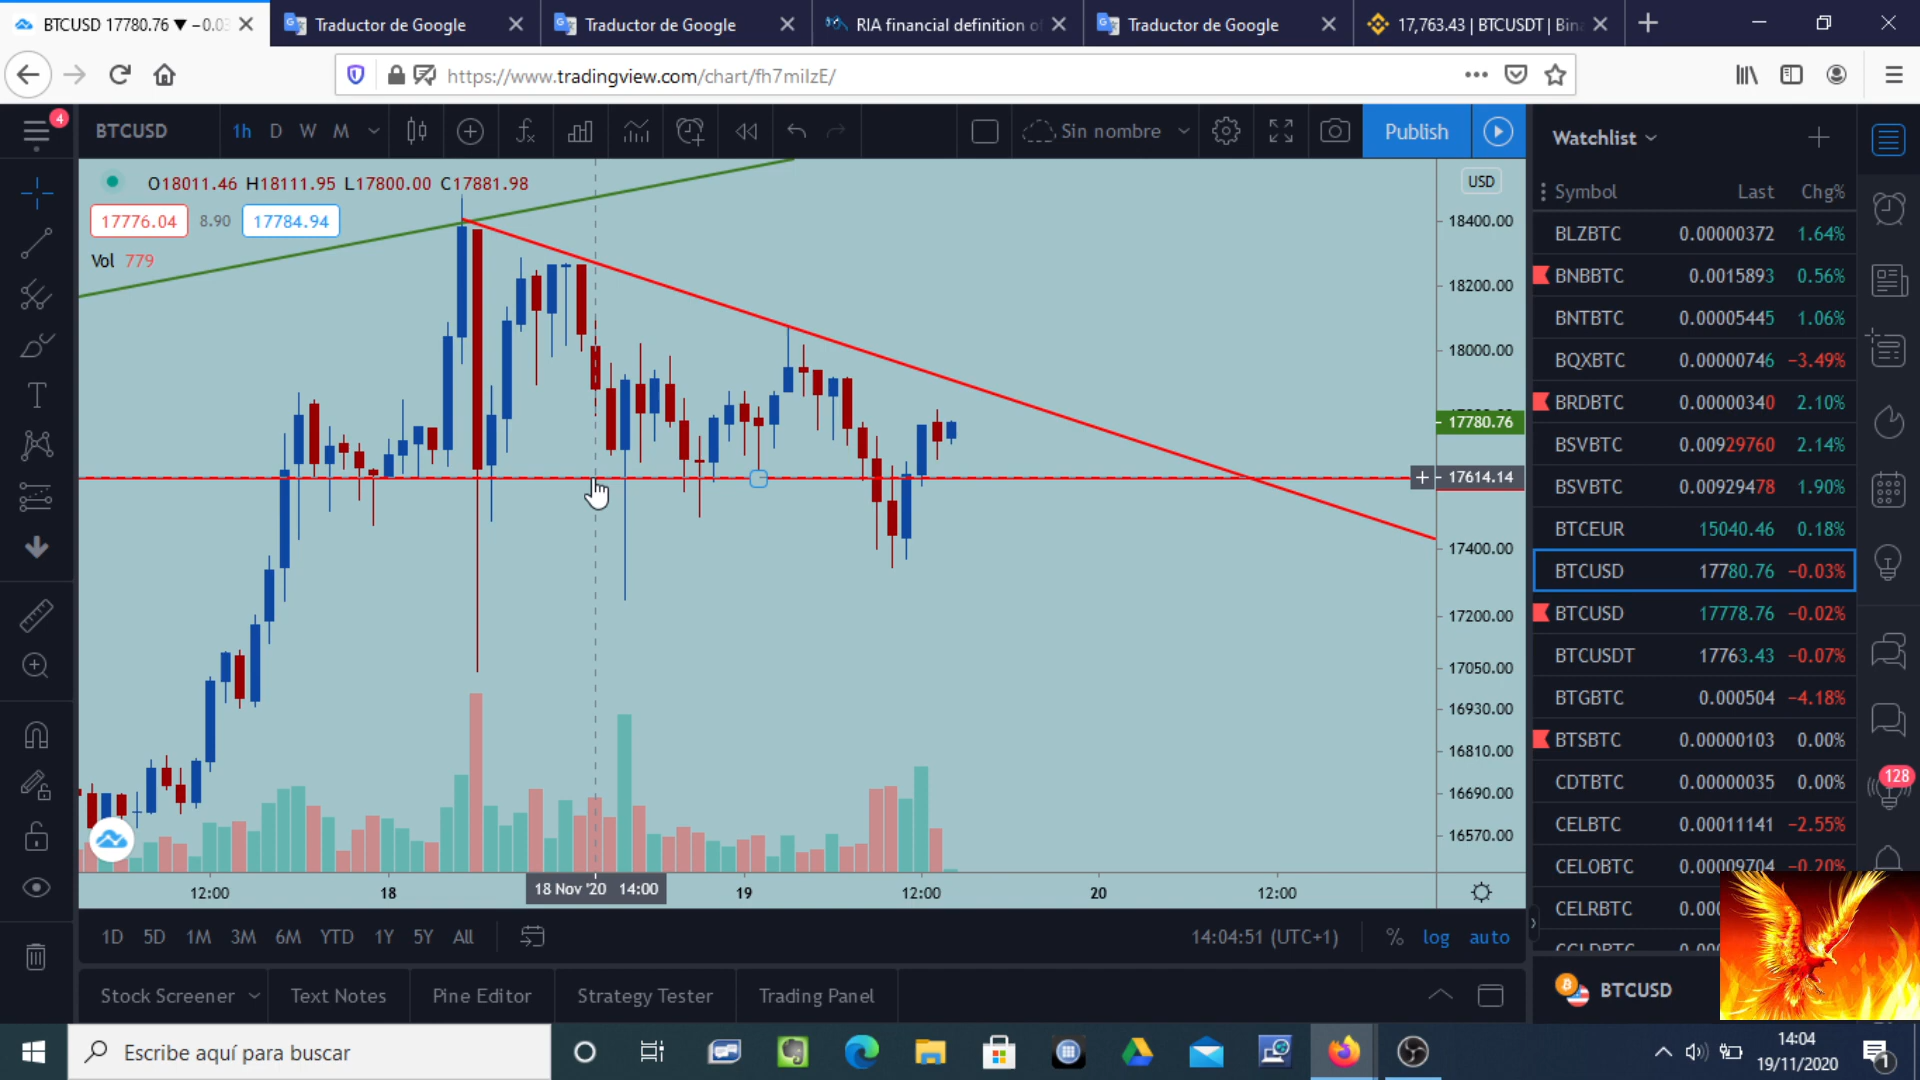 BTCUSD 17780.76 ▼ −0.03
Traductor de Google
Traductor de Google
RIA financial definition of
Traductor de Google
17,763.43 | BTCUSDT | Bin
https://www.tradingview.com/chart/fh7miIzE/
4
BTCUSD
1h D W M
Sin nombre
Publish
Watchlist
O18011.46 H18111.95 L17800.00 C17881.98
17776.04 8.90 17784.94
Vol 779
USD
18400.00
18200.00
18000.00
17780.76
17614.14
17400.00
17200.00
17050.00
16930.00
16810.00
16690.00
16570.00
12:00
18
18 Nov '20 14:00
19
12:00
20
12:00
1D 5D 1M 3M 6M YTD 1Y 5Y All
14:04:51 (UTC+1) % log auto
Stock Screener
Text Notes
Pine Editor
Strategy Tester
Trading Panel
Symbol Last Chg%
BLZBTC 0.00000372 1.64%
BNBBTC 0.0015893 0.56%
BNTBTC 0.00005445 1.06%
BQXBTC 0.00000746 −3.49%
BRDBTC 0.00000340 2.10%
BSVBTC 0.00929760 2.14%
BSVBTC 0.00929478 1.90%
BTCEUR 15040.46 0.18%
BTCUSD 17780.76 −0.03%
BTCUSD 17778.76 −0.02%
BTCUSDT 17763.43 −0.07%
BTGBTC 0.000504 −4.18%
BTSBTC 0.00000103 0.00%
CDTBTC 0.00000035 0.00%
CELBTC 0.00011141 −2.55%
CELOBTC 0.00009704 −0.20%
CELRBTC 0.00
BTCUSD
128
Escribe aquí para buscar
14:04
19/11/2020
1